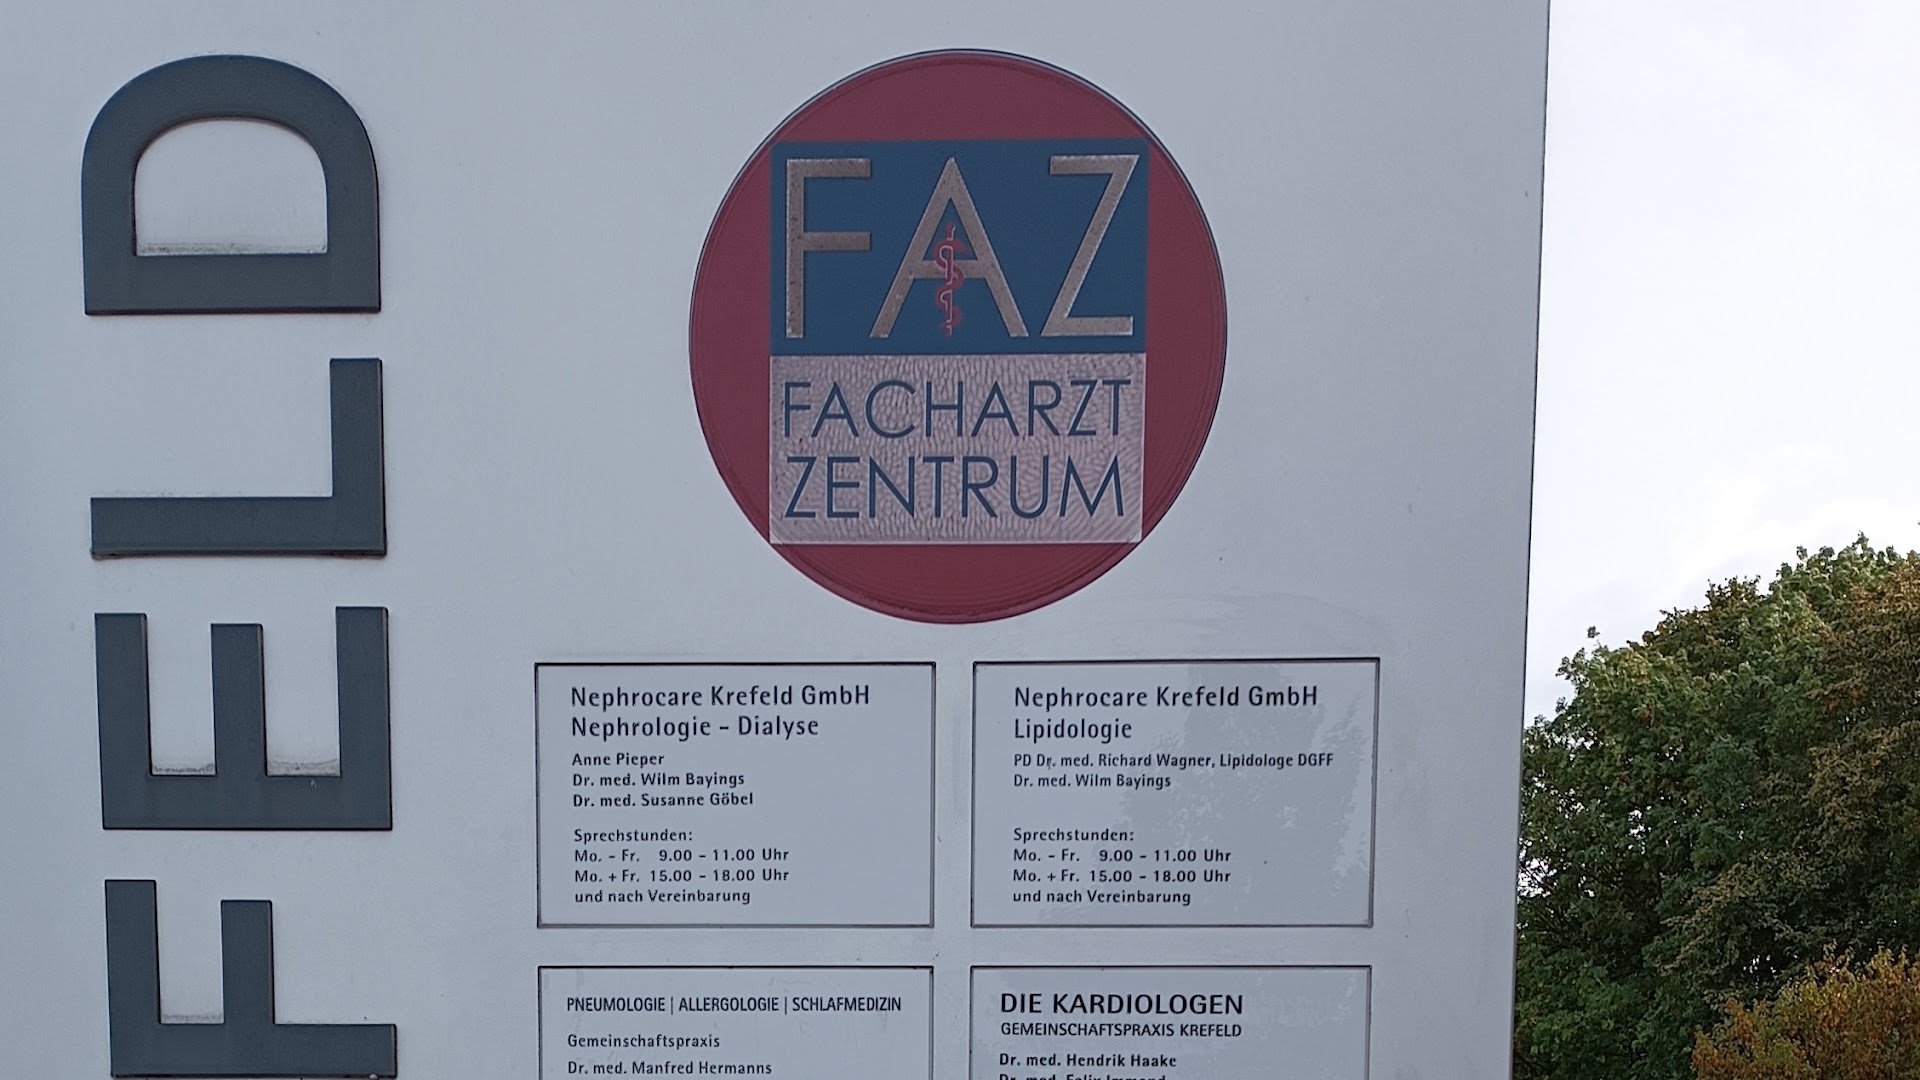 FELD
FAZ
FACHARZT
ZENTRUM
Nephrocare Krefeld GmbH
Nephrologie - Dialyse
Anne Pieper
Dr. med. Wilm Bayings
Dr. med. Susanne Göbel
Sprechstunden:
Mo. - Fr. 9.00 - 11.00 Uhr
Mo. + Fr. 15.00 - 18.00 Uhr
und nach Vereinbarung
Nephrocare Krefeld GmbH
Lipidologie
PD Dr. med. Richard Wagner, Lipidologe DGFF
Dr. med. Wilm Bayings
Sprechstunden:
Mo. - Fr. 9.00 - 11.00 Uhr
Mo. + Fr. 15.00 - 18.00 Uhr
und nach Vereinbarung
PNEUMOLOGIE | ALLERGOLOGIE | SCHLAFMEDIZIN
Gemeinschaftspraxis
Dr. med. Manfred Hermanns
DIE KARDIOLOGEN
GEMEINSCHAFTSPRAXIS KREFELD
Dr. med. Hendrik Haake
Dr. med. Felix